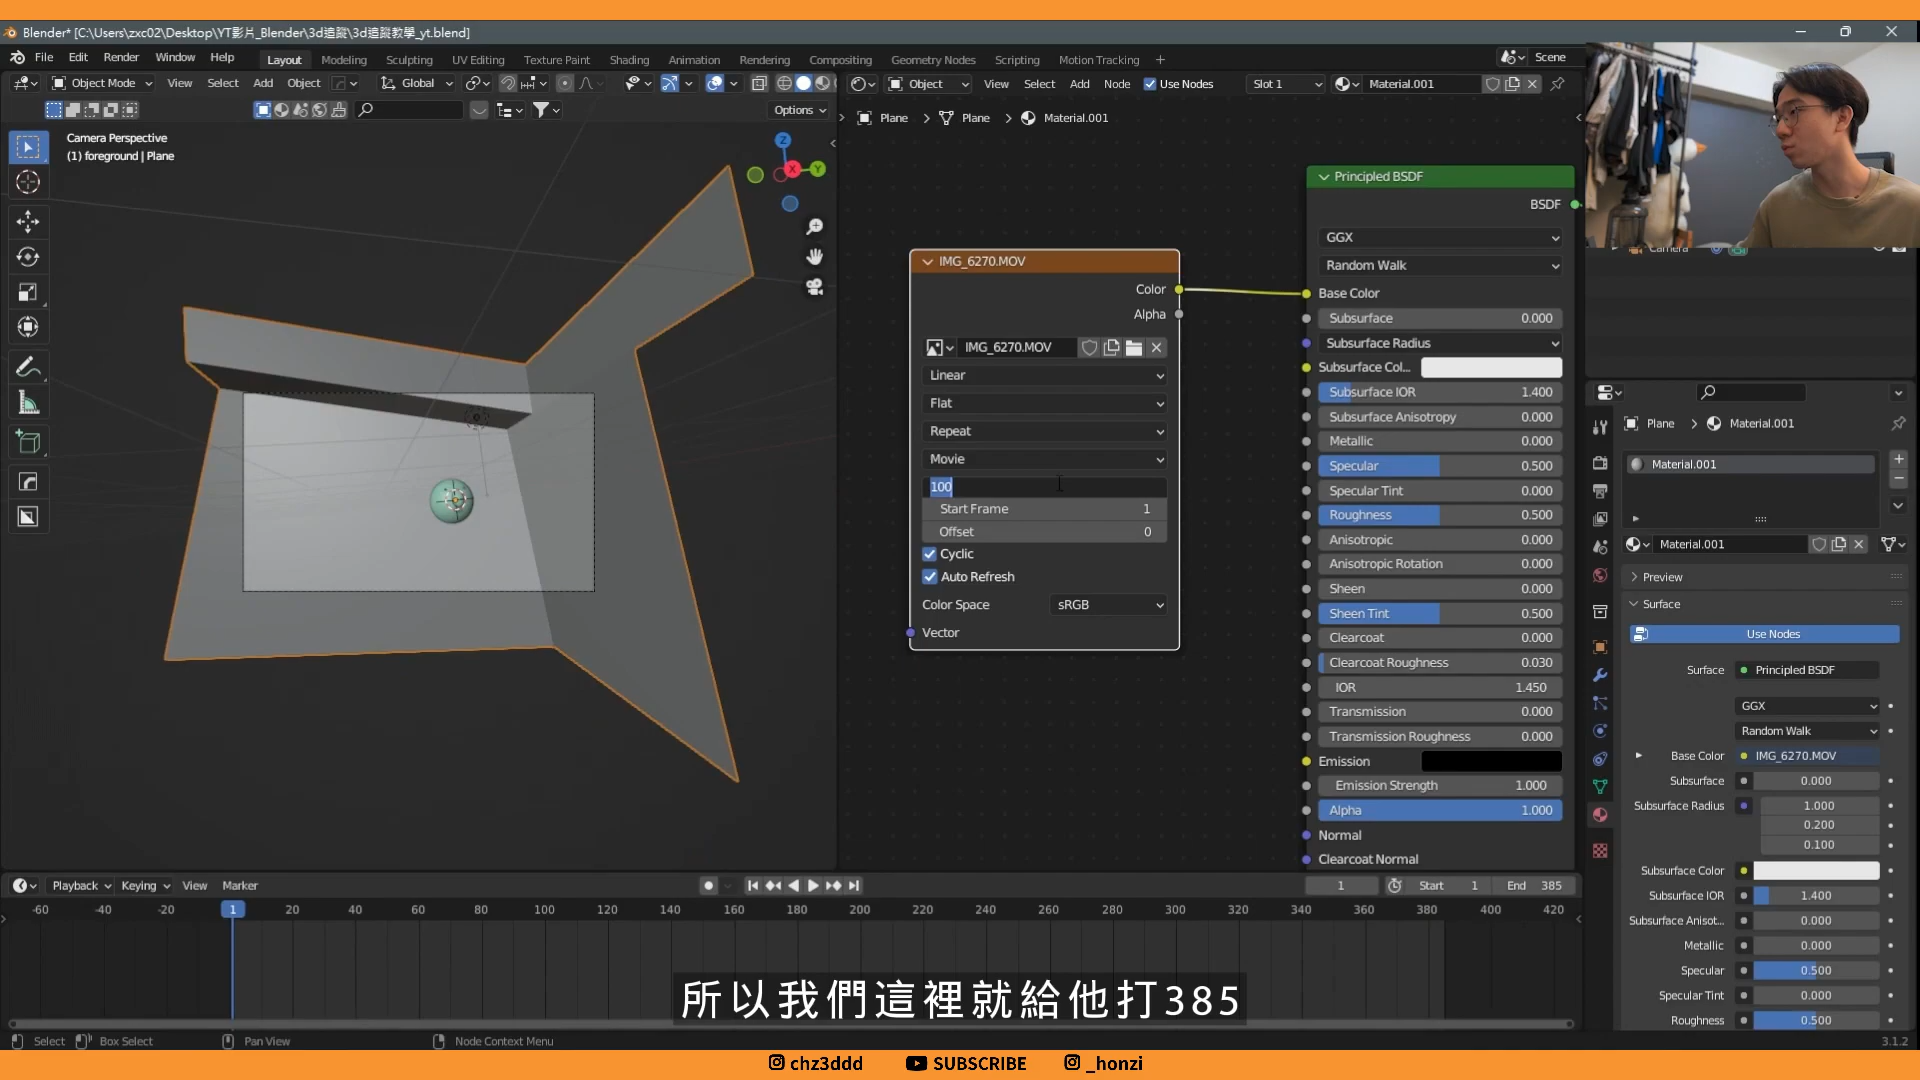 Blender* [C:\Users\zxc02\Desktop\YT影片_Blender\3d追蹤\3d追蹤教學_yt.blend]
File Edit Render Window Help Layout Modeling Sculpting UV Editing Texture Paint Shading Animation Rendering Compositing Geometry Nodes Scripting Motion Tracking + Scene
Object Mode View Select Add Object Global Object View Select Add Node Use Nodes Slot 1 Material.001
Options
Plane > Plane > Material.001
Camera Perspective
(1) foreground | Plane
Z
X
Y
Principled BSDF
BSDF
GGX
Random Walk
Base Color
Subsurface 0.000
Subsurface Radius
Subsurface Col...
Subsurface IOR 1.400
Subsurface Anisotropy 0.000
Metallic 0.000
Specular 0.500
Specular Tint 0.000
Roughness 0.500
Anisotropic 0.000
Anisotropic Rotation 0.000
Sheen 0.000
Sheen Tint 0.500
Clearcoat 0.000
Clearcoat Roughness 0.030
IOR 1.450
Transmission 0.000
Transmission Roughness 0.000
Emission
Emission Strength 1.000
Alpha 1.000
Normal
Clearcoat Normal
IMG_6270.MOV
Color
Alpha
IMG_6270.MOV
Linear
Flat
Repeat
Movie
100
Start Frame 1
Offset 0
Cyclic
Auto Refresh
Color Space sRGB
Vector
Camera
Plane > Material.001
Material.001
Material.001
Preview
Surface
Use Nodes
Surface Principled BSDF
GGX
Random Walk
Base Color IMG_6270.MOV
Subsurface 0.000
Subsurface Radius 1.000
0.200
0.100
Subsurface Color
Subsurface IOR 1.400
Subsurface Anisot... 0.000
Metallic 0.000
Specular 0.500
Specular Tint 0.000
Roughness 0.500
Playback Keying View Marker 1 Start 1 End 385
-60 -40 -20 1 20 40 60 80 100 120 140 160 180 200 220 240 260 280 300 320 340 360 380 400 420
所以我們這裡就給他打385
Select Box Select Pan View Node Context Menu 3.1.2
chz3ddd SUBSCRIBE _honzi